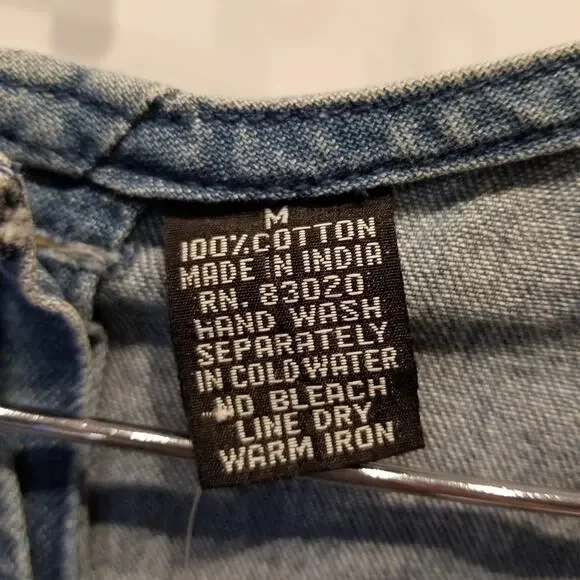 M
100% COTTON
MADE IN INDIA
RN. 83020
HAND WASH
SEPARATELY
IN COLD WATER
NO BLEACH
LINE DRY
WARM IRON